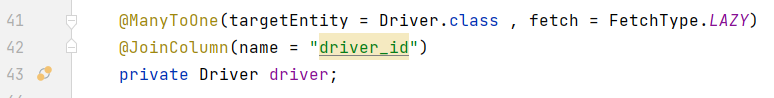 41 @ManyToOne(targetEntity = Driver.class , fetch = FetchType.LAZY)
42 @JoinColumn(name = "driver_id")
43 private Driver driver;